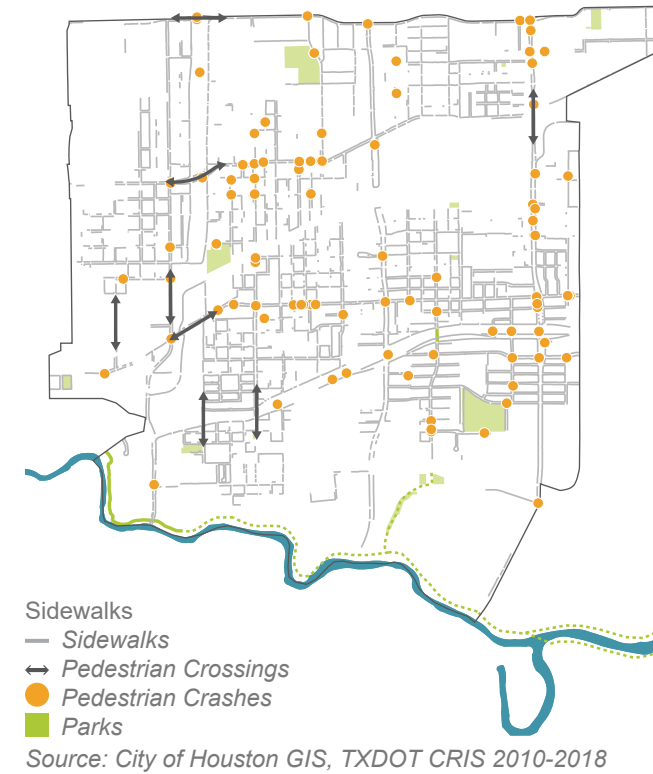 Sidewalks
Sidewalks
Pedestrian Crossings
Pedestrian Crashes
Parks
Source: City of Houston GIS, TXDOT CRIS 2010-2018